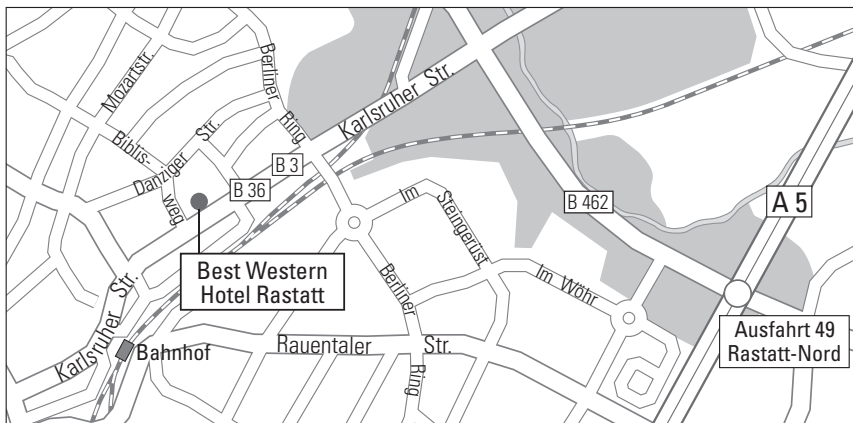 Mozartstr.
Berliner
Ring
Karlsruher Str.
Biblis-
weg
Danziger Str.
B 3
B 36
Im
Steingerüst
B 462
A 5
Best Western
Hotel Rastatt
Berliner
Ring
Im Wöhr
Karlsruher Str.
Bahnhof
Rauentaler Str.
Ausfahrt 49
Rastatt-Nord